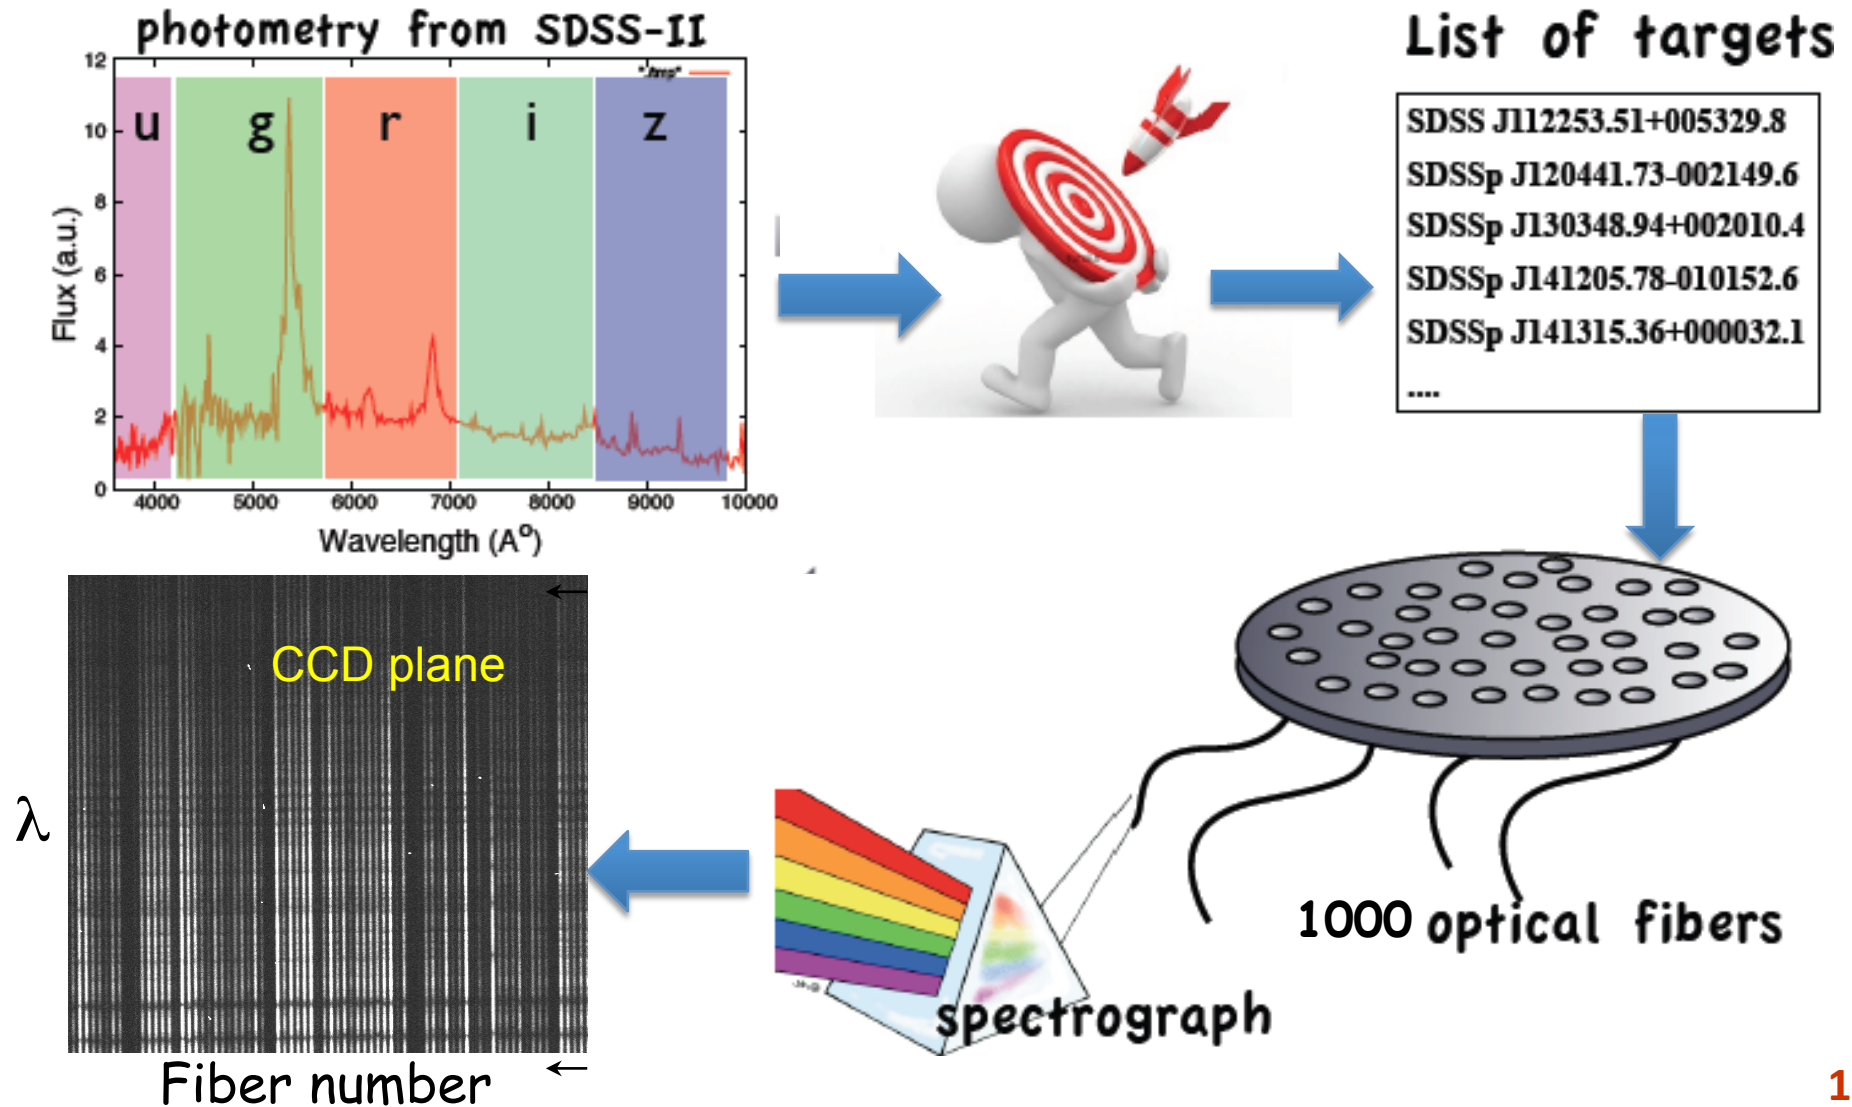 photometry from SDSS-II
List of targets
12
10
8
6
4
2
0
Flux (a.u.)
u g r i z
4000 5000 6000 7000 8000 9000 10000
Wavelength (Aº)
SDSS J112253.51+005329.8
SDSSp J120441.73-002149.6
SDSSp J130348.94+002010.4
SDSSp J141205.78-010152.6
SDSSp J141315.36+000032.1
....
CCD plane
λ
Fiber number
spectrograph
1000 optical fibers
1